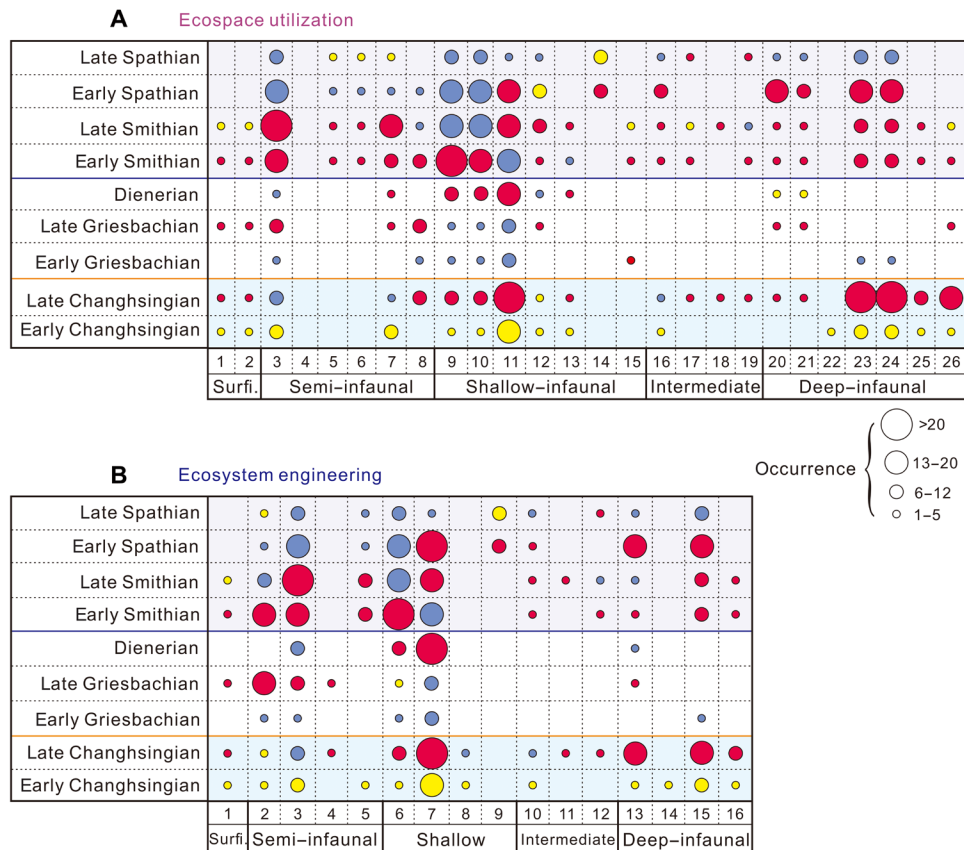 A Ecospace utilization
Late Spathian
Early Spathian
Late Smithian
Early Smithian
Dienerian
Late Griesbachian
Early Griesbachian
Late Changhsingian
Early Changhsingian
1 2 3 4 5 6 7 8 9 10 11 12 13 14 15 16 17 18 19 20 21 22 23 24 25 26
Surfi. Semi–infaunal Shallow–infaunal Intermediate Deep–infaunal
Occurrence
>20
13–20
6–12
1–5
B Ecosystem engineering
Late Spathian
Early Spathian
Late Smithian
Early Smithian
Dienerian
Late Griesbachian
Early Griesbachian
Late Changhsingian
Early Changhsingian
1 2 3 4 5 6 7 8 9 10 11 12 13 14 15 16
Surfi. Semi–infaunal Shallow Intermediate Deep–infaunal